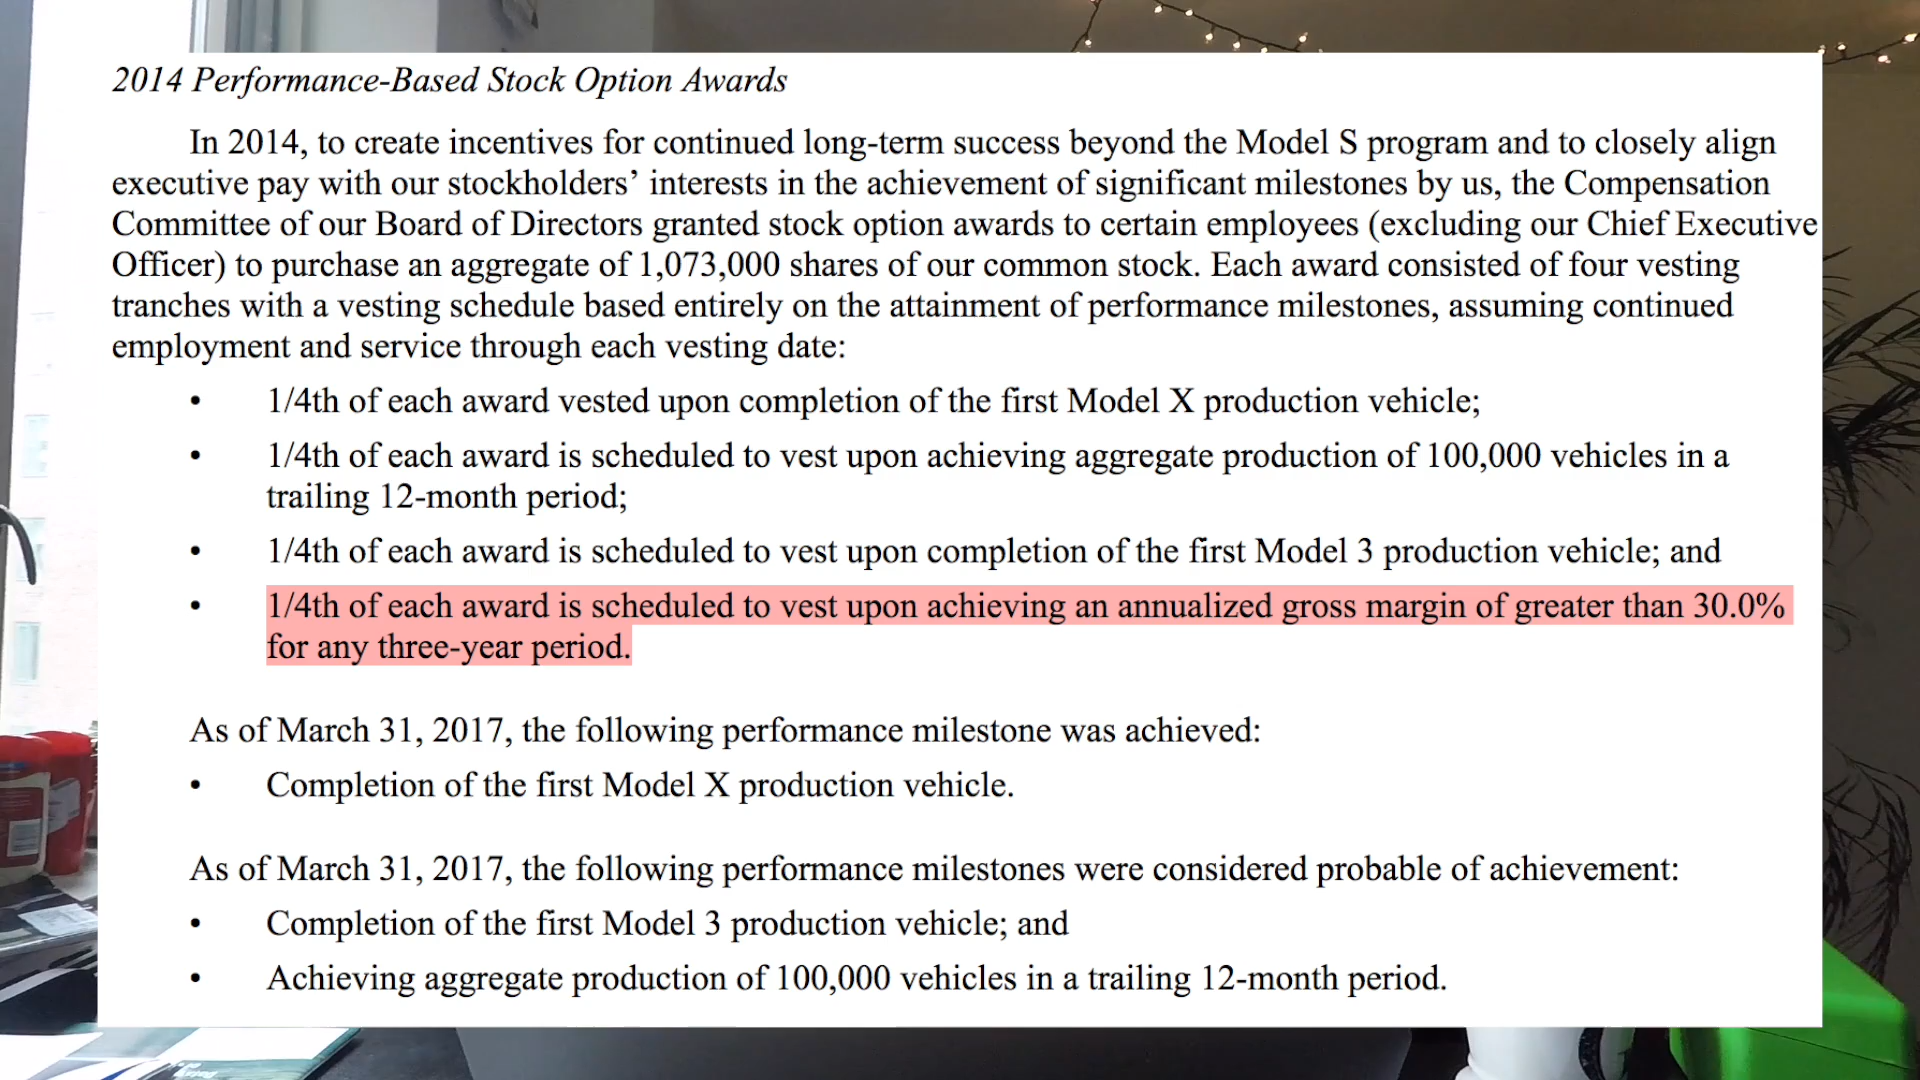 2014 Performance-Based Stock Option Awards
In 2014, to create incentives for continued long-term success beyond the Model S program and to closely align
executive pay with our stockholders’ interests in the achievement of significant milestones by us, the Compensation
Committee of our Board of Directors granted stock option awards to certain employees (excluding our Chief Executive
Officer) to purchase an aggregate of 1,073,000 shares of our common stock. Each award consisted of four vesting
tranches with a vesting schedule based entirely on the attainment of performance milestones, assuming continued
employment and service through each vesting date:
• 1/4th of each award vested upon completion of the first Model X production vehicle;
• 1/4th of each award is scheduled to vest upon achieving aggregate production of 100,000 vehicles in a
trailing 12-month period;
• 1/4th of each award is scheduled to vest upon completion of the first Model 3 production vehicle; and
• 1/4th of each award is scheduled to vest upon achieving an annualized gross margin of greater than 30.0%
for any three-year period.
As of March 31, 2017, the following performance milestone was achieved:
• Completion of the first Model X production vehicle.
As of March 31, 2017, the following performance milestones were considered probable of achievement:
• Completion of the first Model 3 production vehicle; and
• Achieving aggregate production of 100,000 vehicles in a trailing 12-month period.